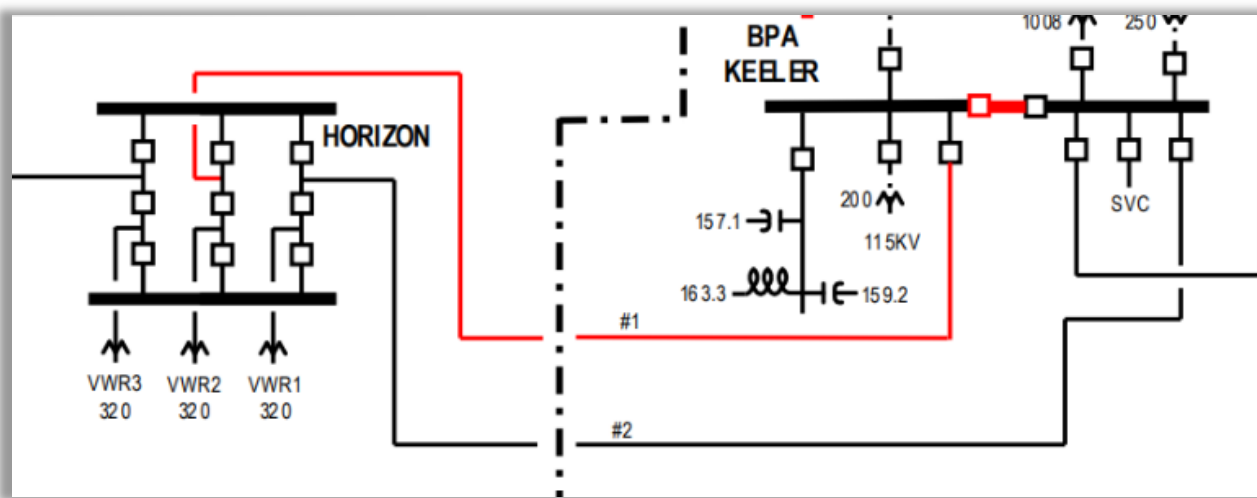 1008
250
BPA
KEELER
HORIZON
200
115KV
SVC
157.1
163.3
159.2
#1
VWR3
VWR2
VWR1
320
320
320
#2